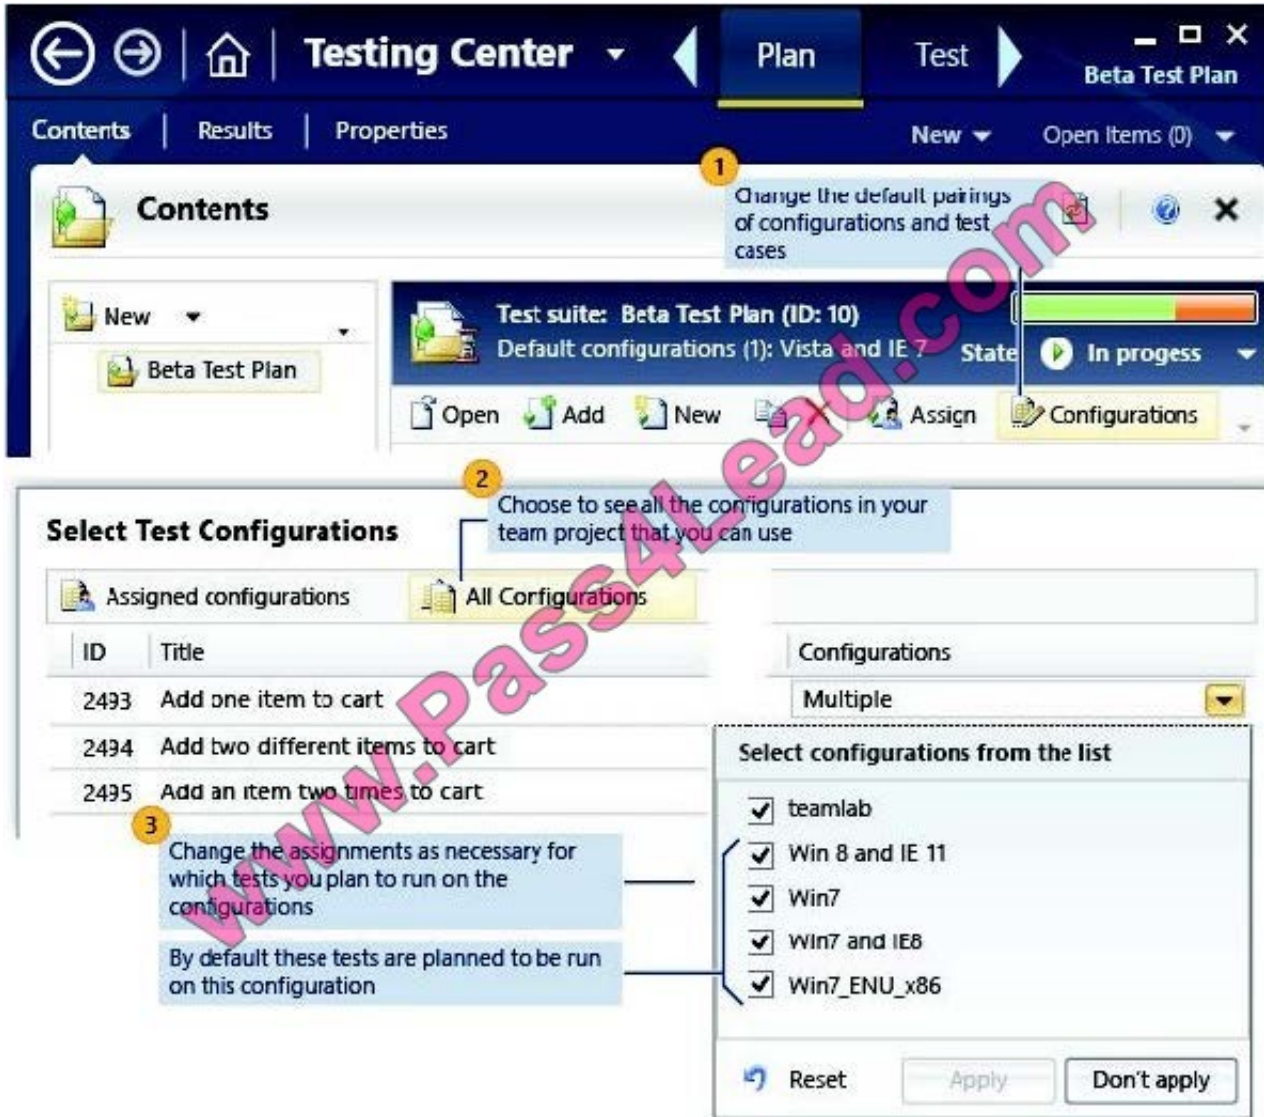 Testing Center
Plan
Test
Beta Test Plan
Contents | Results | Properties
New
Open Items (0)
1
Change the default pairings
of configurations and test
cases
Contents
New
Beta Test Plan
Test suite: Beta Test Plan (ID: 10)
Default configurations (1): Vista and IE 7
State
In progess
Open
Add
New
Assign
Configurations
2
Choose to see all the configurations in your
team project that you can use
Select Test Configurations
Assigned configurations
All Configurations
ID
Title
Configurations
2493
Add one item to cart
Multiple
2494
Add two different items to cart
2495
Add an item two times to cart
Select configurations from the list
teamlab
Win 8 and IE 11
Win7
Win7 and IE8
Win7_ENU_x86
3
Change the assignments as necessary for
which tests you plan to run on the
configurations
By default these tests are planned to be run
on this configuration
Reset
Apply
Don't apply
www.Pass4Lead.com